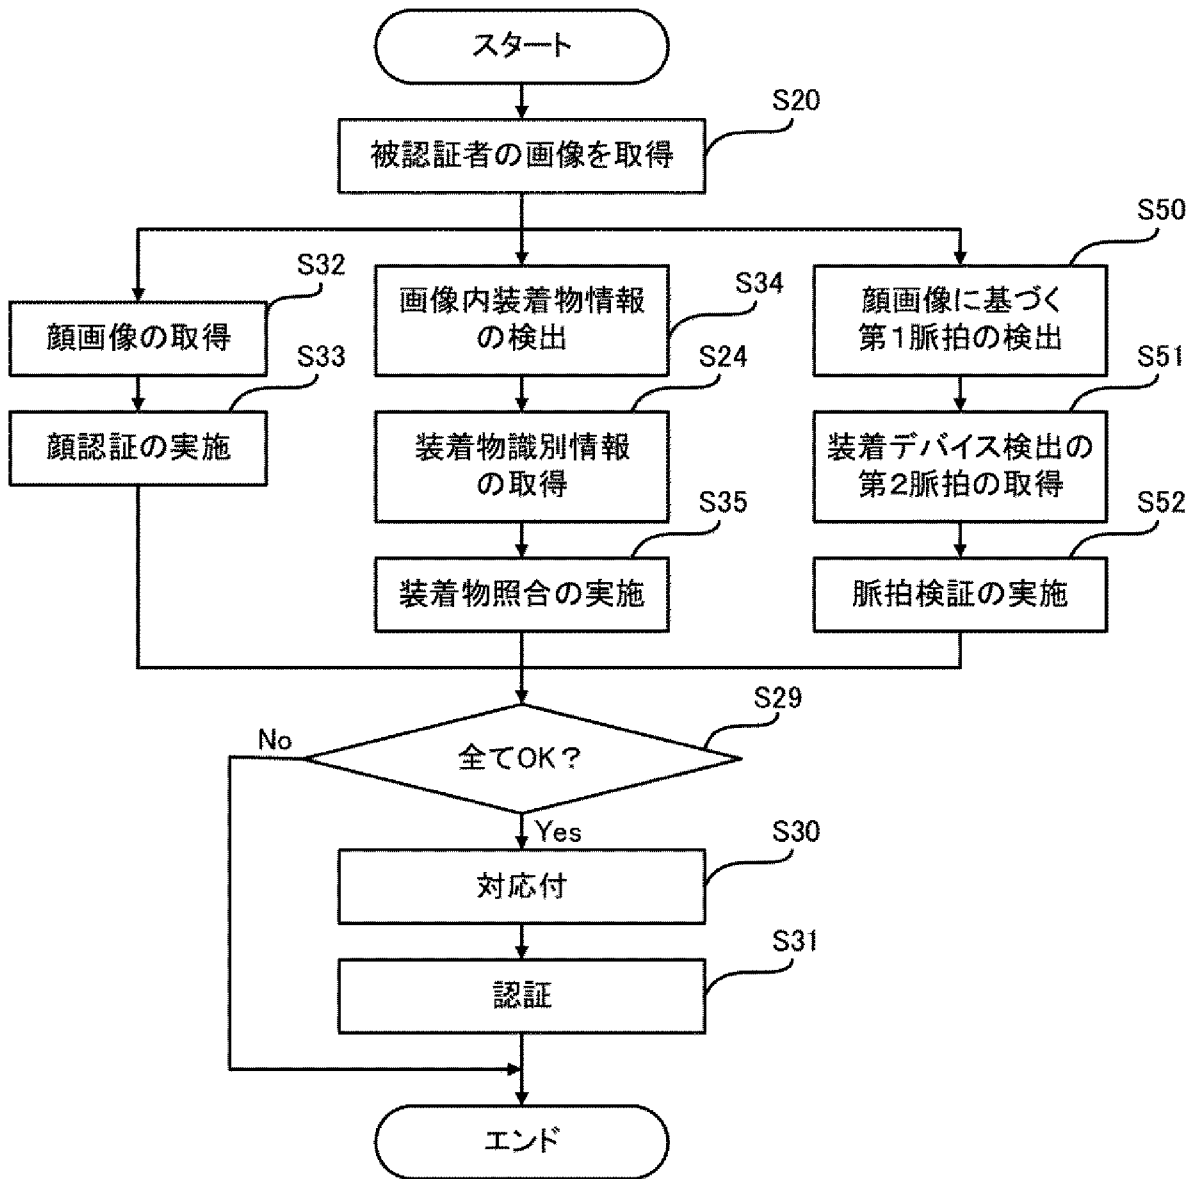 スタート
S20
被認証者の画像を取得
S32
顔画像の取得
S33
顔認証の実施
S34
画像内装着物情報
の検出
S24
装着物識別情報
の取得
S35
装着物照合の実施
S50
顔画像に基づく
第1脈拍の検出
S51
装着デバイス検出の
第2脈拍の取得
S52
脈拍検証の実施
S29
全てOK?
No
Yes
S30
対応付
S31
認証
エンド